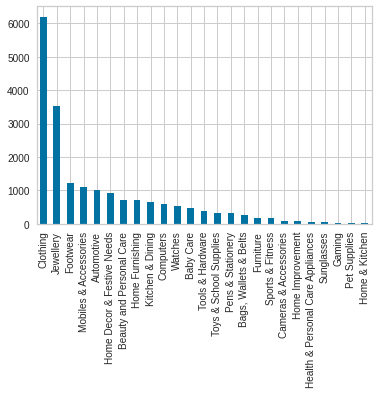 6000
5000
4000
3000
2000
1000
0
Clothing
Jewellery
Footwear
Mobiles & Accessories
Automotive
Home Decor & Festive Needs
Beauty and Personal Care
Home Furnishing
Kitchen & Dining
Computers
Watches
Baby Care
Tools & Hardware
Toys & School Supplies
Pens & Stationery
Bags, Wallets & Belts
Furniture
Sports & Fitness
Cameras & Accessories
Home Improvement
Health & Personal Care Appliances
Sunglasses
Gaming
Pet Supplies
Home & Kitchen